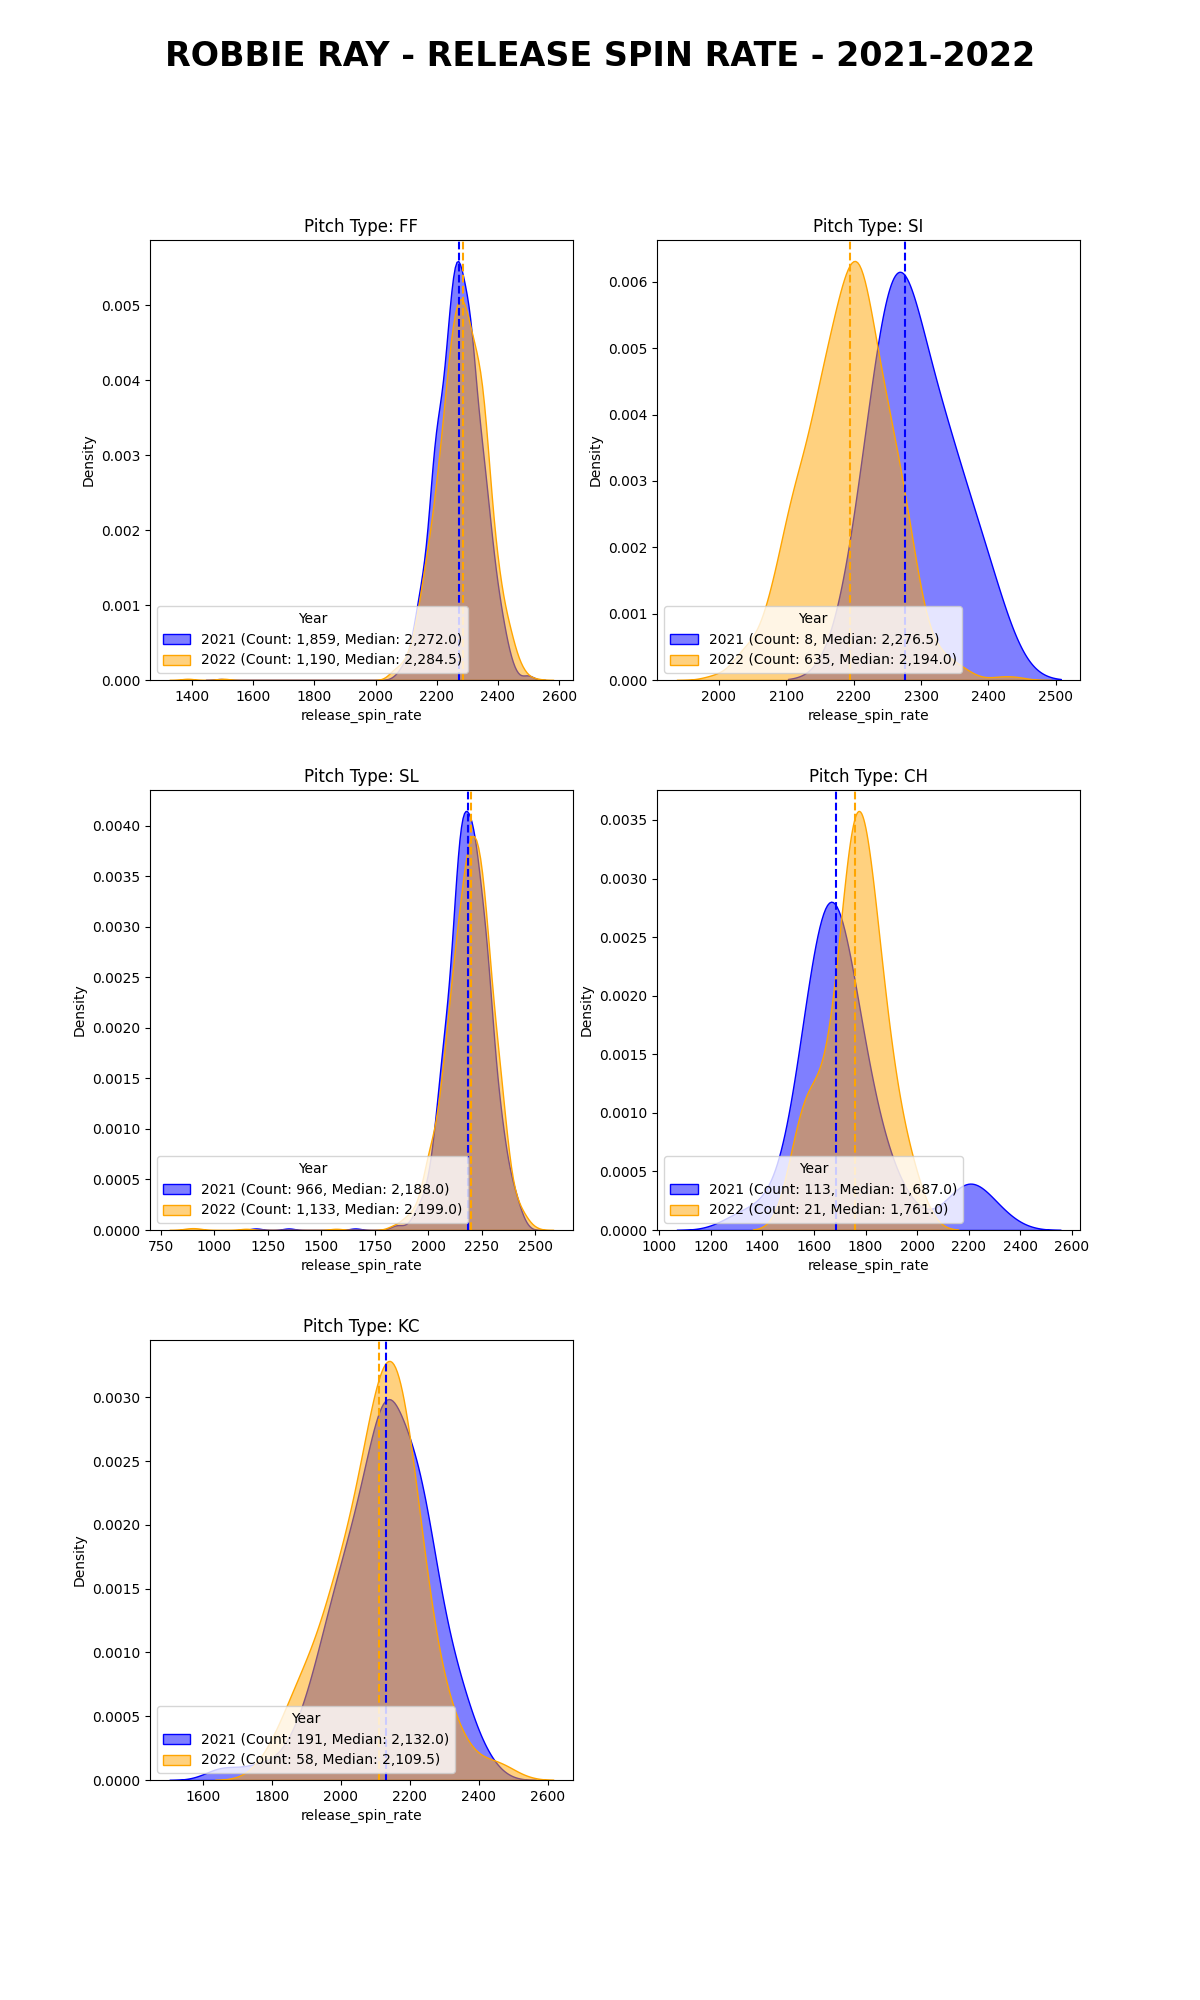 ROBBIE RAY - RELEASE SPIN RATE - 2021-2022
Pitch Type: FF
Density
0.005
0.004
0.003
0.002
0.001
0.000
Year
2021 (Count: 1,859, Median: 2,272.0)
2022 (Count: 1,190, Median: 2,284.5)
1400 1600 1800 2000 2200 2400 2600
release_spin_rate
Pitch Type: SI
Density
0.006
0.005
0.004
0.003
0.002
0.001
0.000
Year
2021 (Count: 8, Median: 2,276.5)
2022 (Count: 635, Median: 2,194.0)
2000 2100 2200 2300 2400 2500
release_spin_rate
Pitch Type: SL
Density
0.0040
0.0035
0.0030
0.0025
0.0020
0.0015
0.0010
0.0005
0.0000
Year
2021 (Count: 966, Median: 2,188.0)
2022 (Count: 1,133, Median: 2,199.0)
750 1000 1250 1500 1750 2000 2250 2500
release_spin_rate
Pitch Type: CH
Density
0.0035
0.0030
0.0025
0.0020
0.0015
0.0010
0.0005
0.0000
Year
2021 (Count: 113, Median: 1,687.0)
2022 (Count: 21, Median: 1,761.0)
1000 1200 1400 1600 1800 2000 2200 2400 2600
release_spin_rate
Pitch Type: KC
Density
0.0030
0.0025
0.0020
0.0015
0.0010
0.0005
0.0000
Year
2021 (Count: 191, Median: 2,132.0)
2022 (Count: 58, Median: 2,109.5)
1600 1800 2000 2200 2400 2600
release_spin_rate